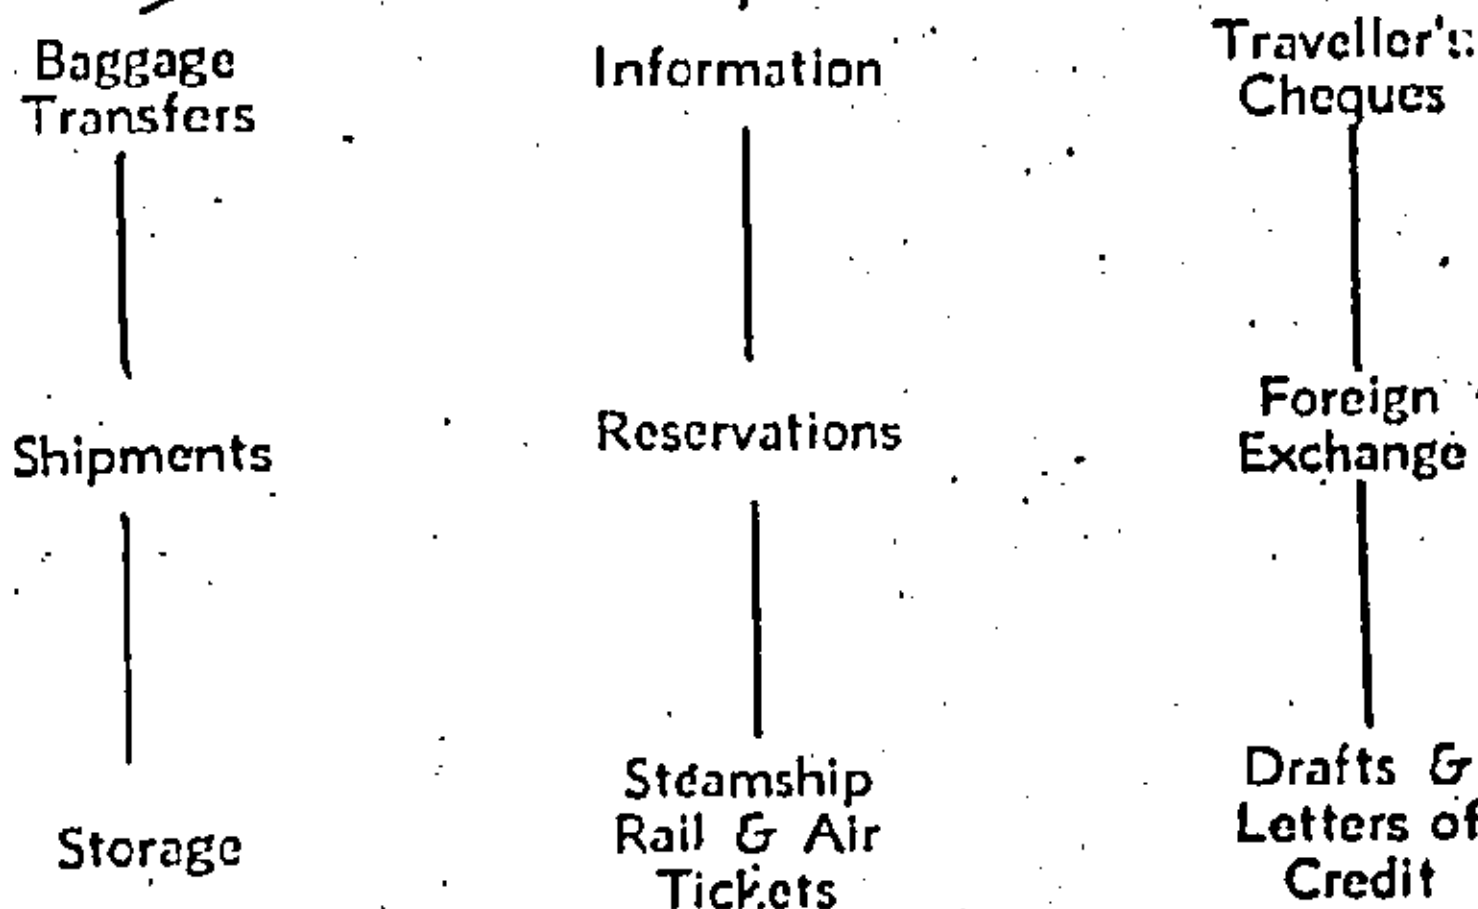 Baggage
Transfers
Shipments
Storage
Information
Reservations
Steamship
Rail & Air
Tickets
Traveller's
Cheques
Foreign
Exchange
Drafts &
Letters of
Credit